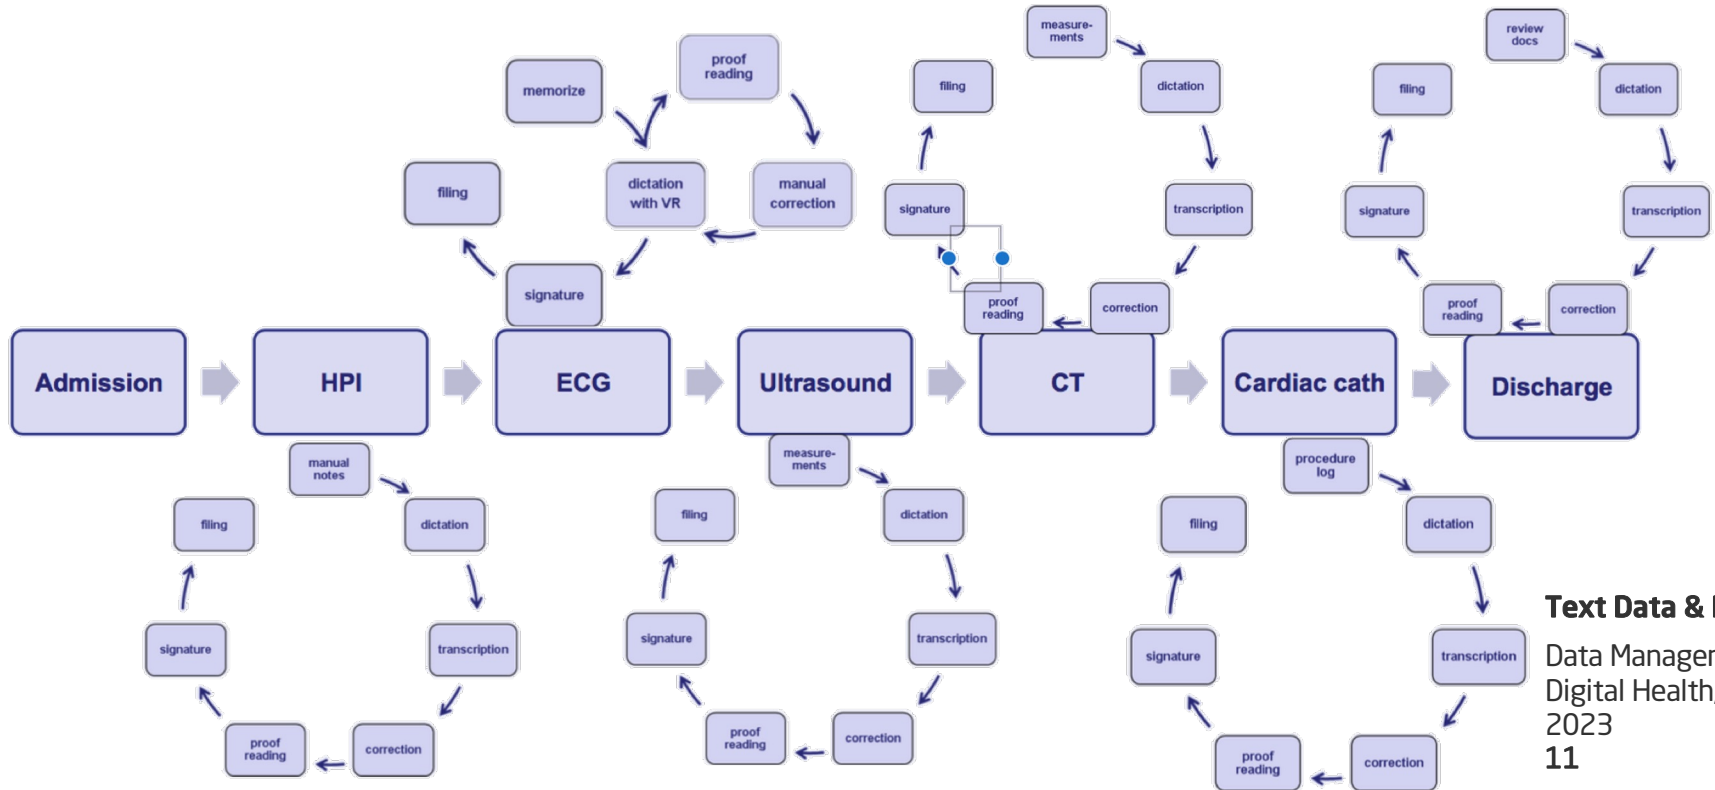 memorize
proof
reading
dictation
with VR
manual
correction
signature
filing
measure-
ments
dictation
transcription
correction
proof
reading
signature
filing
review
docs
dictation
transcription
correction
proof
reading
signature
filing
Admission
HPI
ECG
Ultrasound
CT
Cardiac cath
Discharge
manual
notes
dictation
transcription
correction
proof
reading
signature
filing
measure-
ments
dictation
transcription
correction
proof
reading
signature
filing
procedure
log
dictation
transcription
correction
proof
reading
signature
filing
Text Data &
Data Manager
Digital Health,
2023
11